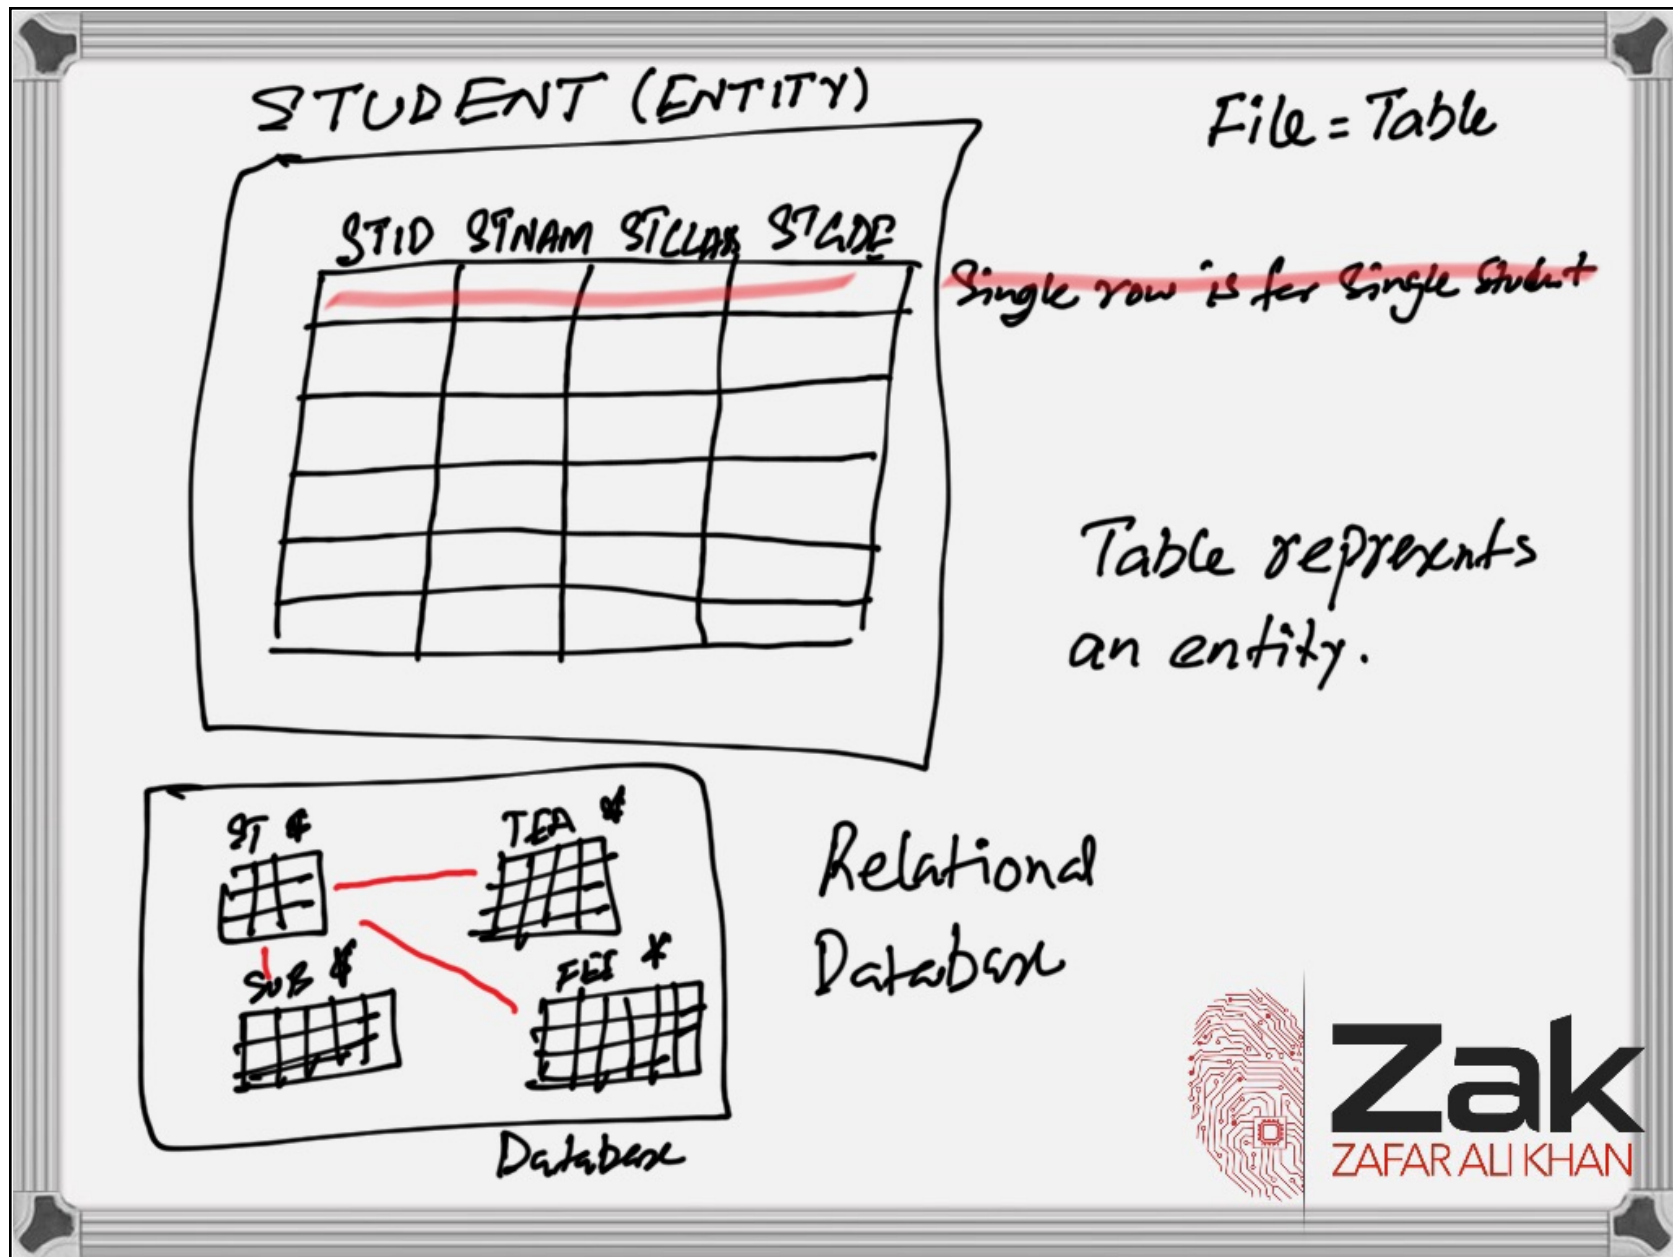 STUDENT (ENTITY)
File = Table
STID STNAM STCLAS STGDE
Single row is for single student
Table represents
an entity.
ST *
TEA *
SUB *
FEE *
Relational
Database
Database
Zak
ZAFAR ALI KHAN